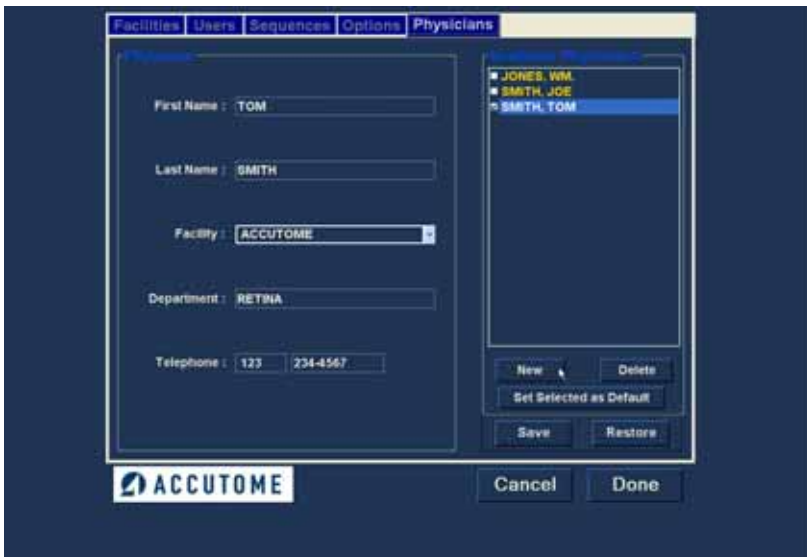 Facilities Users Sequences Options Physicians
Physician
First Name : TOM
Last Name : SMITH
Facility : ACCUTOME
Department : RETINA
Telephone : 123 234-4567
JONES, WM.
SMITH, JOE
SMITH, TOM
New Delete
Set Selected as Default
Save Restore
ACCUTOME
Cancel Done